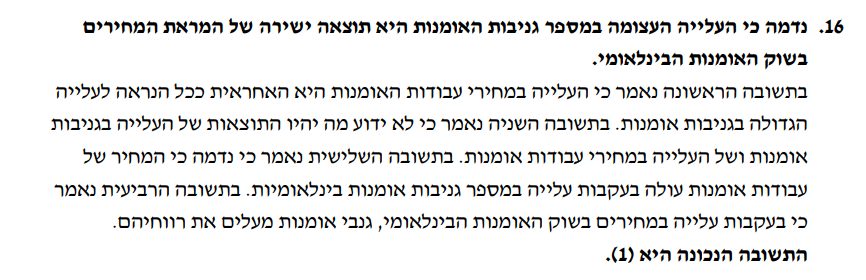 16. נדמה כי העלייה העצומה במספר גניבות האומנות היא תוצאה ישירה של המראת המחירים
בשוק האומנות הבינלאומי.
בתשובה הראשונה נאמר כי העלייה במחירי עבודות האומנות היא האחראית ככל הנראה לעלייה
הגדולה בגניבות אומנות. בתשובה השניה נאמר כי לא ידוע מה יהיו התוצאות של העלייה בגניבות
אומנות ושל העלייה במחירי עבודות אומנות. בתשובה השלישית נאמר כי נדמה כי המחיר של
עבודות אומנות עולה בעקבות עלייה במספר גניבות אומנות בינלאומיות. בתשובה הרביעית נאמר
כי בעקבות עלייה במחירים בשוק האומנות הבינלאומי, גנבי אומנות מעלים את רווחיהם.
התשובה הנכונה היא (1).